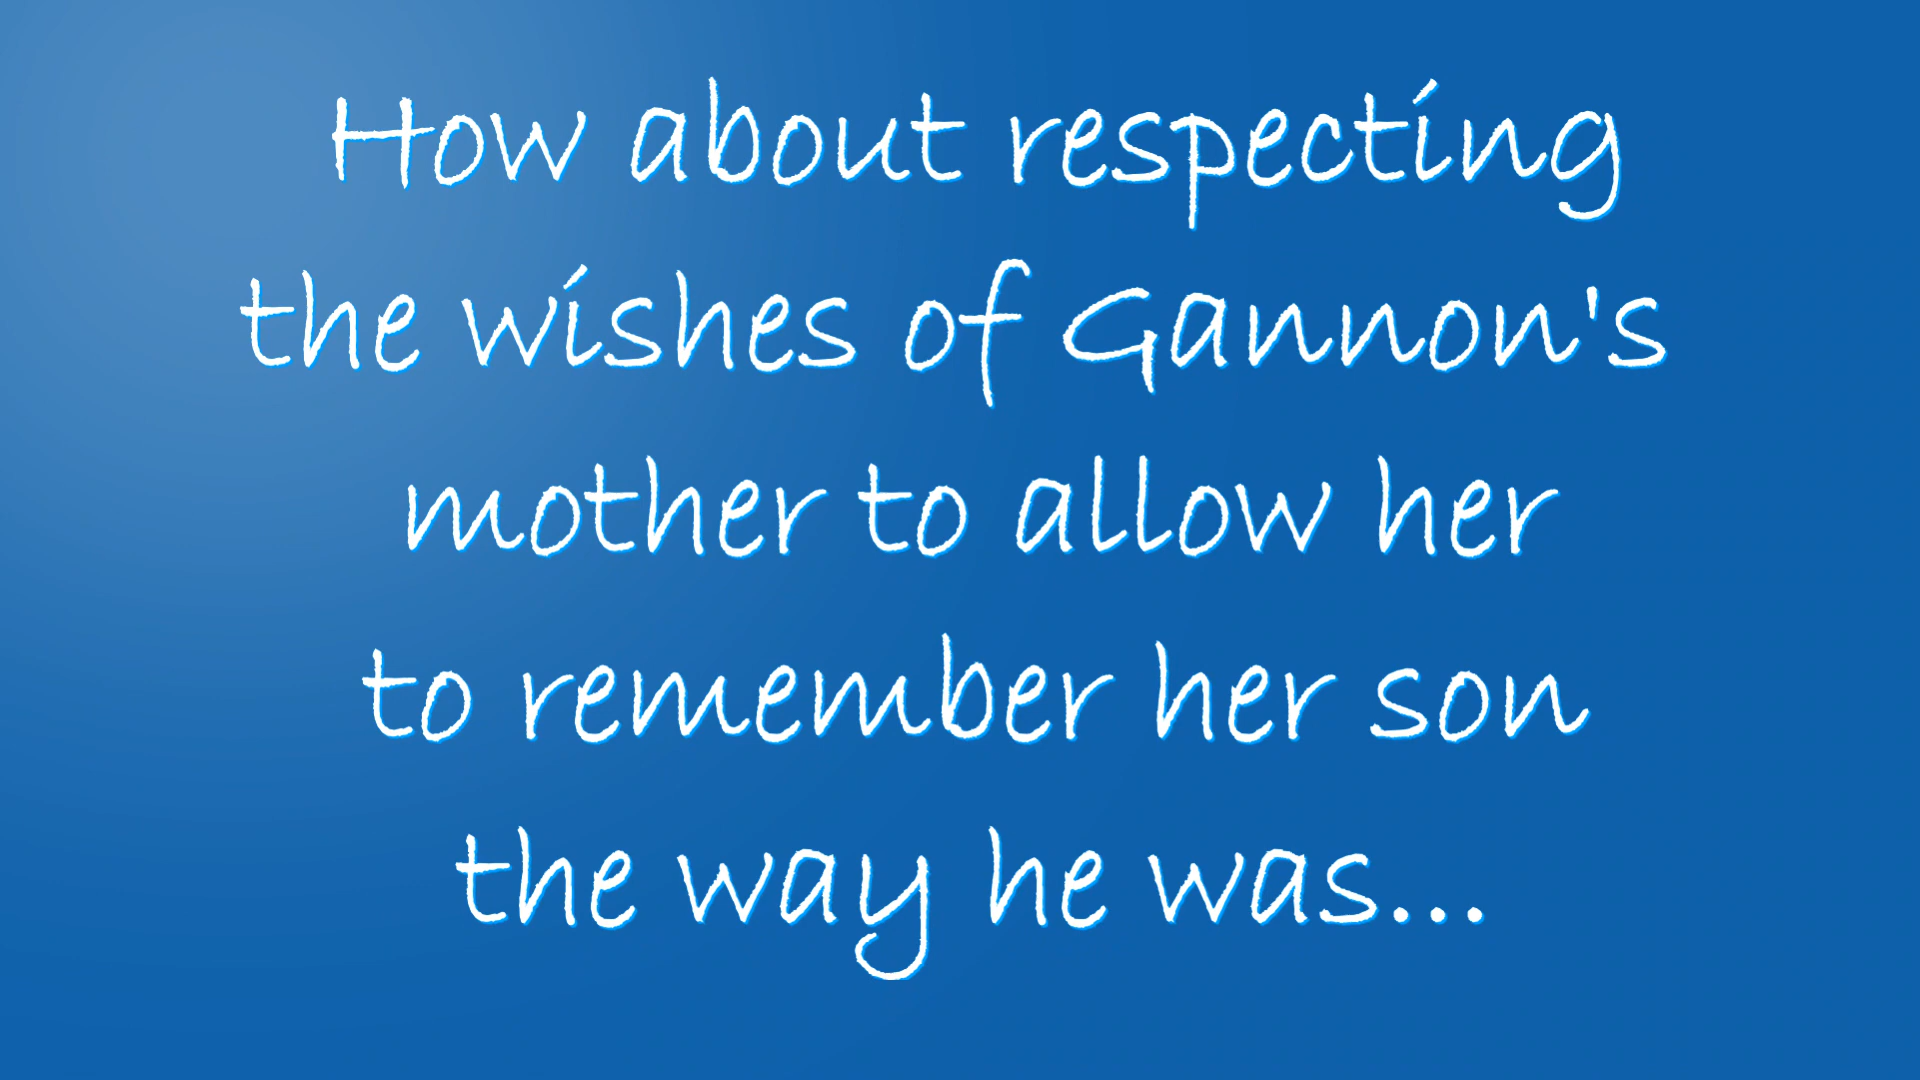 How about respecting
the wishes of Gannon's
mother to allow her
to remember her son
the way he was...